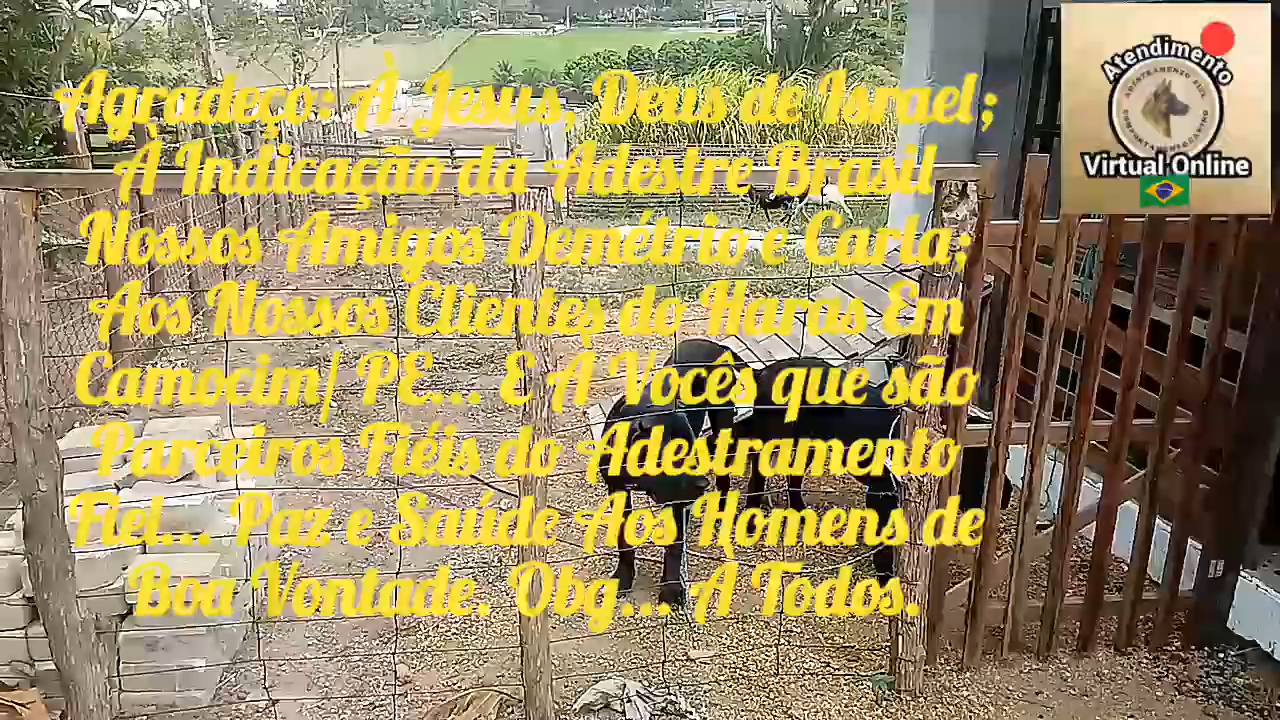 Agradeço: À Jesus, Deus de Israel;
À Indicação da Adestre Brasil
Nossos Amigos Demétrio e Carla;
Aos Nossos Clientes do Haras Em
Camocim/ PE... E À Vocês que são
Parceiros Fiéis do Adestramento
Fiel... Paz e Saúde Aos Homens de
Boa Vontade. Obg... À Todos.
Atendimento
Virtual Online